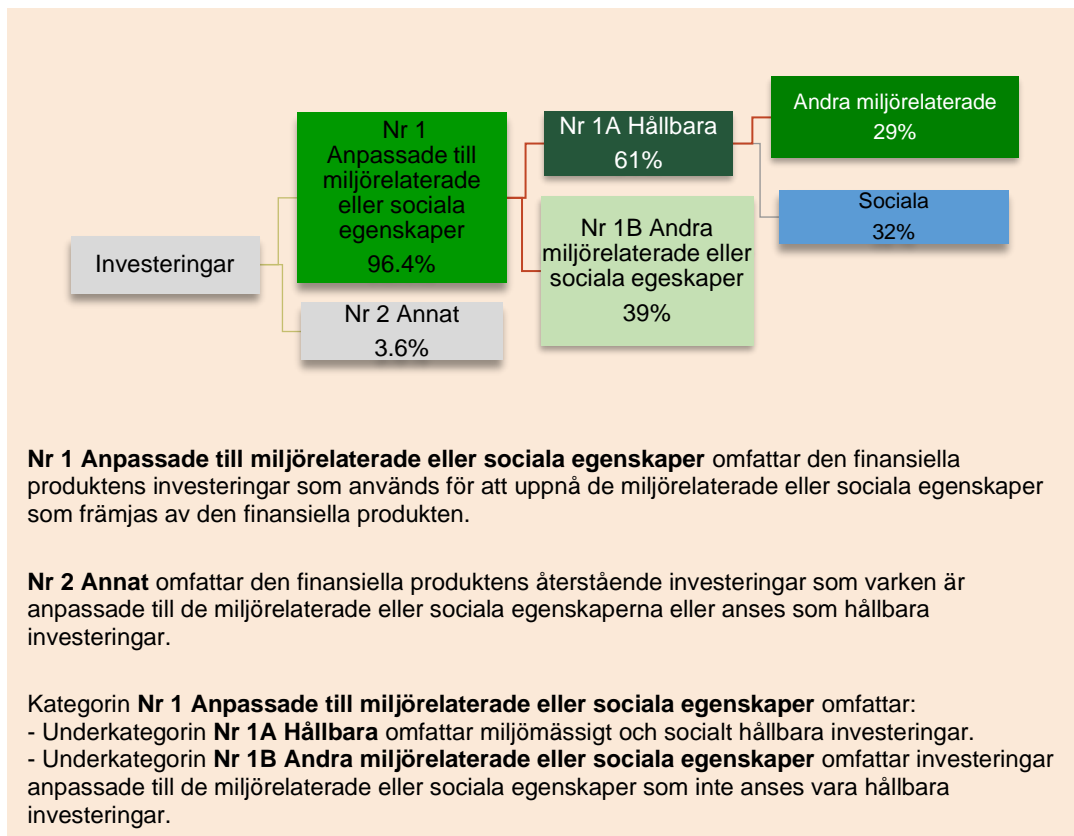 Investeringar
Nr 1
Anpassade till
miljörelaterade
eller sociala
egenskaper
96.4%
Nr 2 Annat
3.6%
Nr 1A Hållbara
61%
Nr 1B Andra
miljörelaterade eller
sociala egeskaper
39%
Andra miljörelaterade
29%
Sociala
32%
Nr 1 Anpassade till miljörelaterade eller sociala egenskaper omfattar den finansiella
produktens investeringar som används för att uppnå de miljörelaterade eller sociala egenskaper
som främjas av den finansiella produkten.
Nr 2 Annat omfattar den finansiella produktens återstående investeringar som varken är
anpassade till de miljörelaterade eller sociala egenskaperna eller anses som hållbara
investeringar.
Kategorin Nr 1 Anpassade till miljörelaterade eller sociala egenskaper omfattar:
- Underkategorin Nr 1A Hållbara omfattar miljömässigt och socialt hållbara investeringar.
- Underkategorin Nr 1B Andra miljörelaterade eller sociala egenskaper omfattar investeringar
anpassade till de miljörelaterade eller sociala egenskaper som inte anses vara hållbara
investeringar.